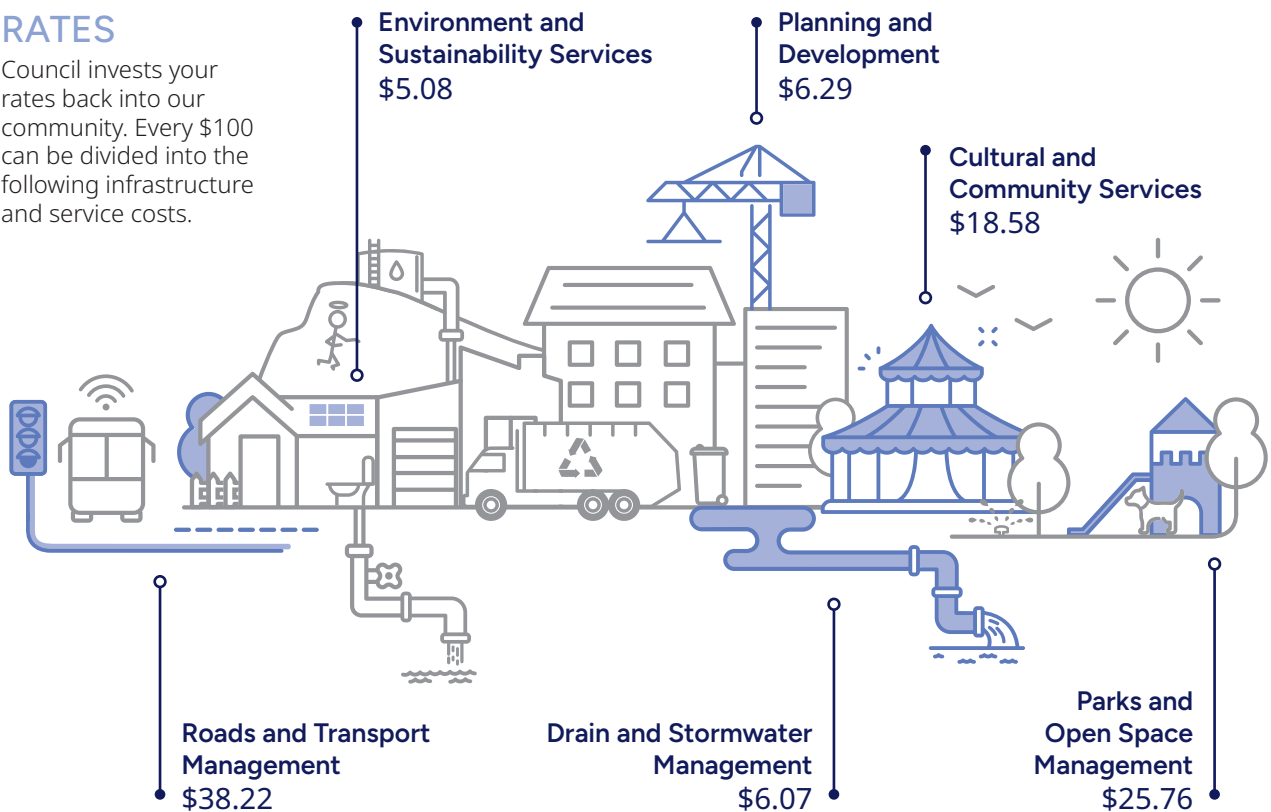 RATES
Council invests your
rates back into our
community. Every $100
can be divided into the
following infrastructure
and service costs.
Environment and
Sustainability Services
$5.08
Planning and
Development
$6.29
Cultural and
Community Services
$18.58
Roads and Transport
Management
$38.22
Drain and Stormwater
Management
$6.07
Parks and
Open Space
Management
$25.76